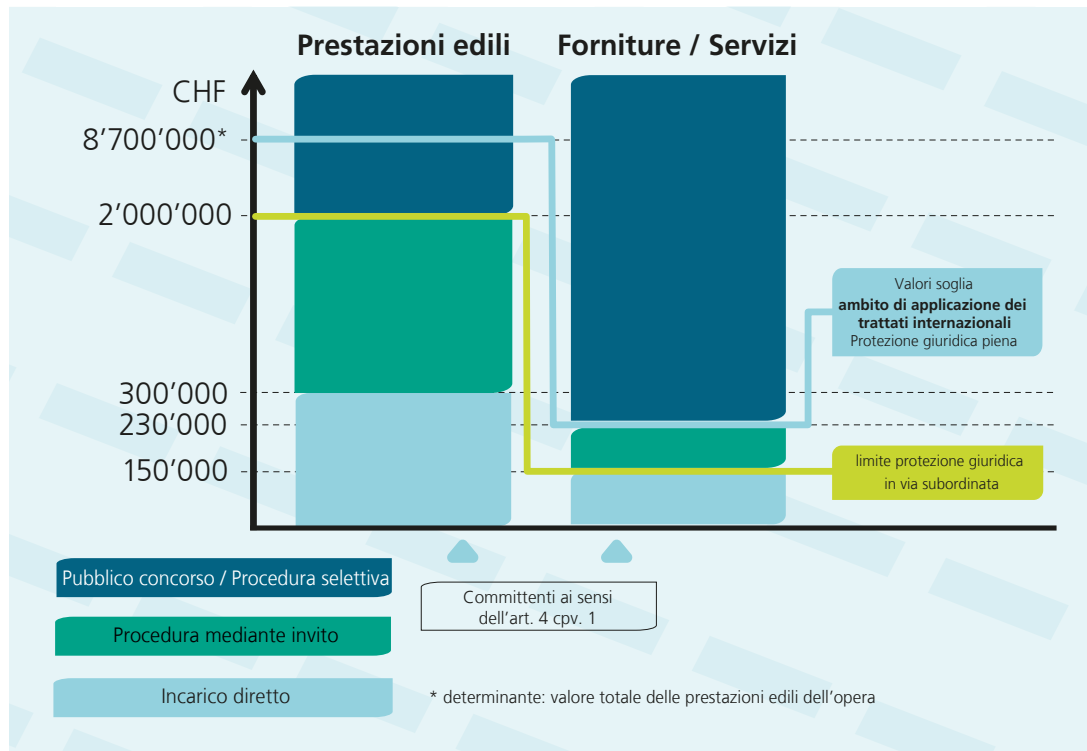 Prestazioni edili
Forniture / Servizi
CHF
8’700’000*
2’000’000
300’000
230’000
150’000
Valori soglia
ambito di applicazione dei
trattati internazionali
Protezione giuridica piena
limite protezione giuridica
in via subordinata
Pubblico concorso / Procedura selettiva
Procedura mediante invito
Incarico diretto
Committenti ai sensi
dell’art. 4 cpv. 1
* determinante: valore totale delle prestazioni edili dell’opera